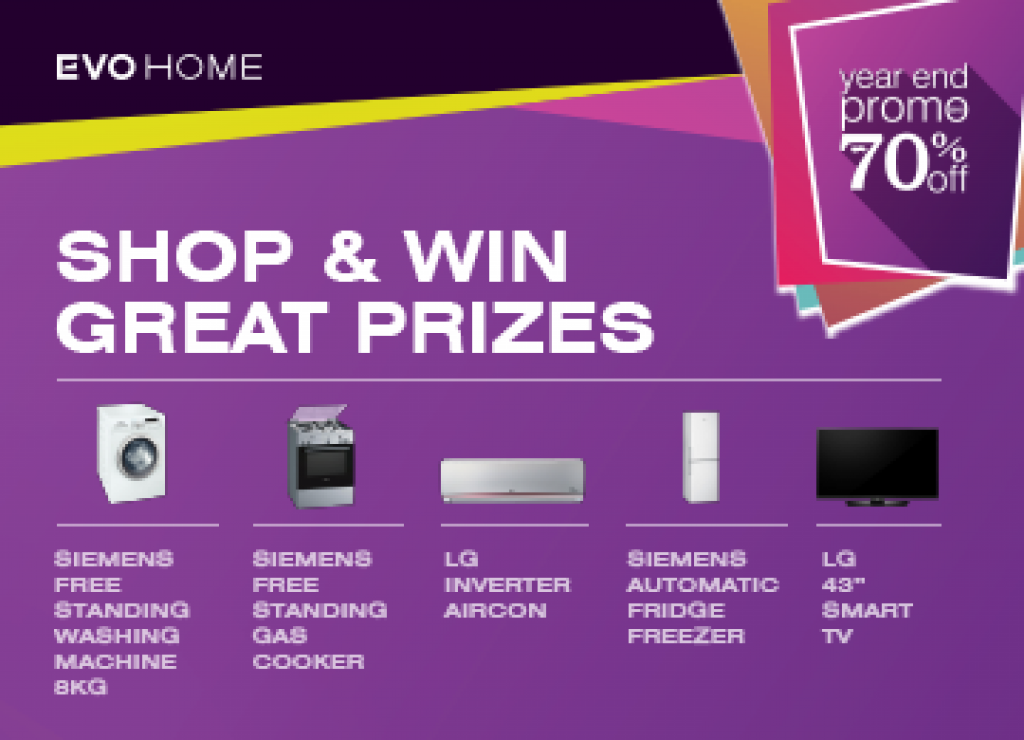 EVO HOME
year end
promo
70%
off
SHOP & WIN
GREAT PRIZES
SIEMENS
FREE
STANDING
WASHING
MACHINE
8KG
SIEMENS
FREE
STANDING
GAS
COOKER
LG
INVERTER
AIRCON
SIEMENS
AUTOMATIC
FRIDGE
FREEZER
LG
43"
SMART
TV